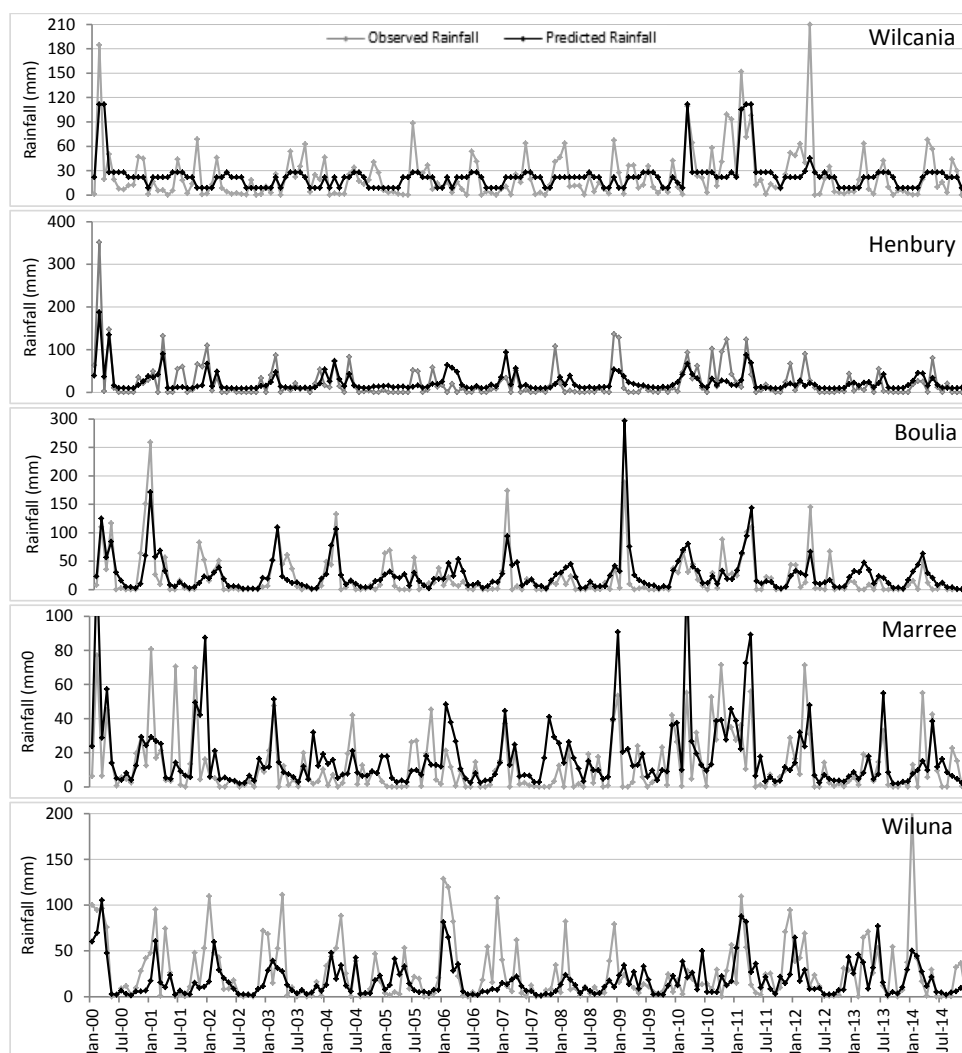 Observed Rainfall
Predicted Rainfall
Wilcania
Rainfall (mm)
210
180
150
120
90
60
30
0
Henbury
Rainfall (mm)
400
300
200
100
0
Boulia
Rainfall (mm)
300
250
200
150
100
50
0
Marree
Rainfall (mm0
100
80
60
40
20
0
Wiluna
Rainfall (mm)
200
150
100
50
0
Jan-00
Jul-00
Jan-01
Jul-01
Jan-02
Jul-02
Jan-03
Jul-03
Jan-04
Jul-04
Jan-05
Jul-05
Jan-06
Jul-06
Jan-07
Jul-07
Jan-08
Jul-08
Jan-09
Jul-09
Jan-10
Jul-10
Jan-11
Jul-11
Jan-12
Jul-12
Jan-13
Jul-13
Jan-14
Jul-14